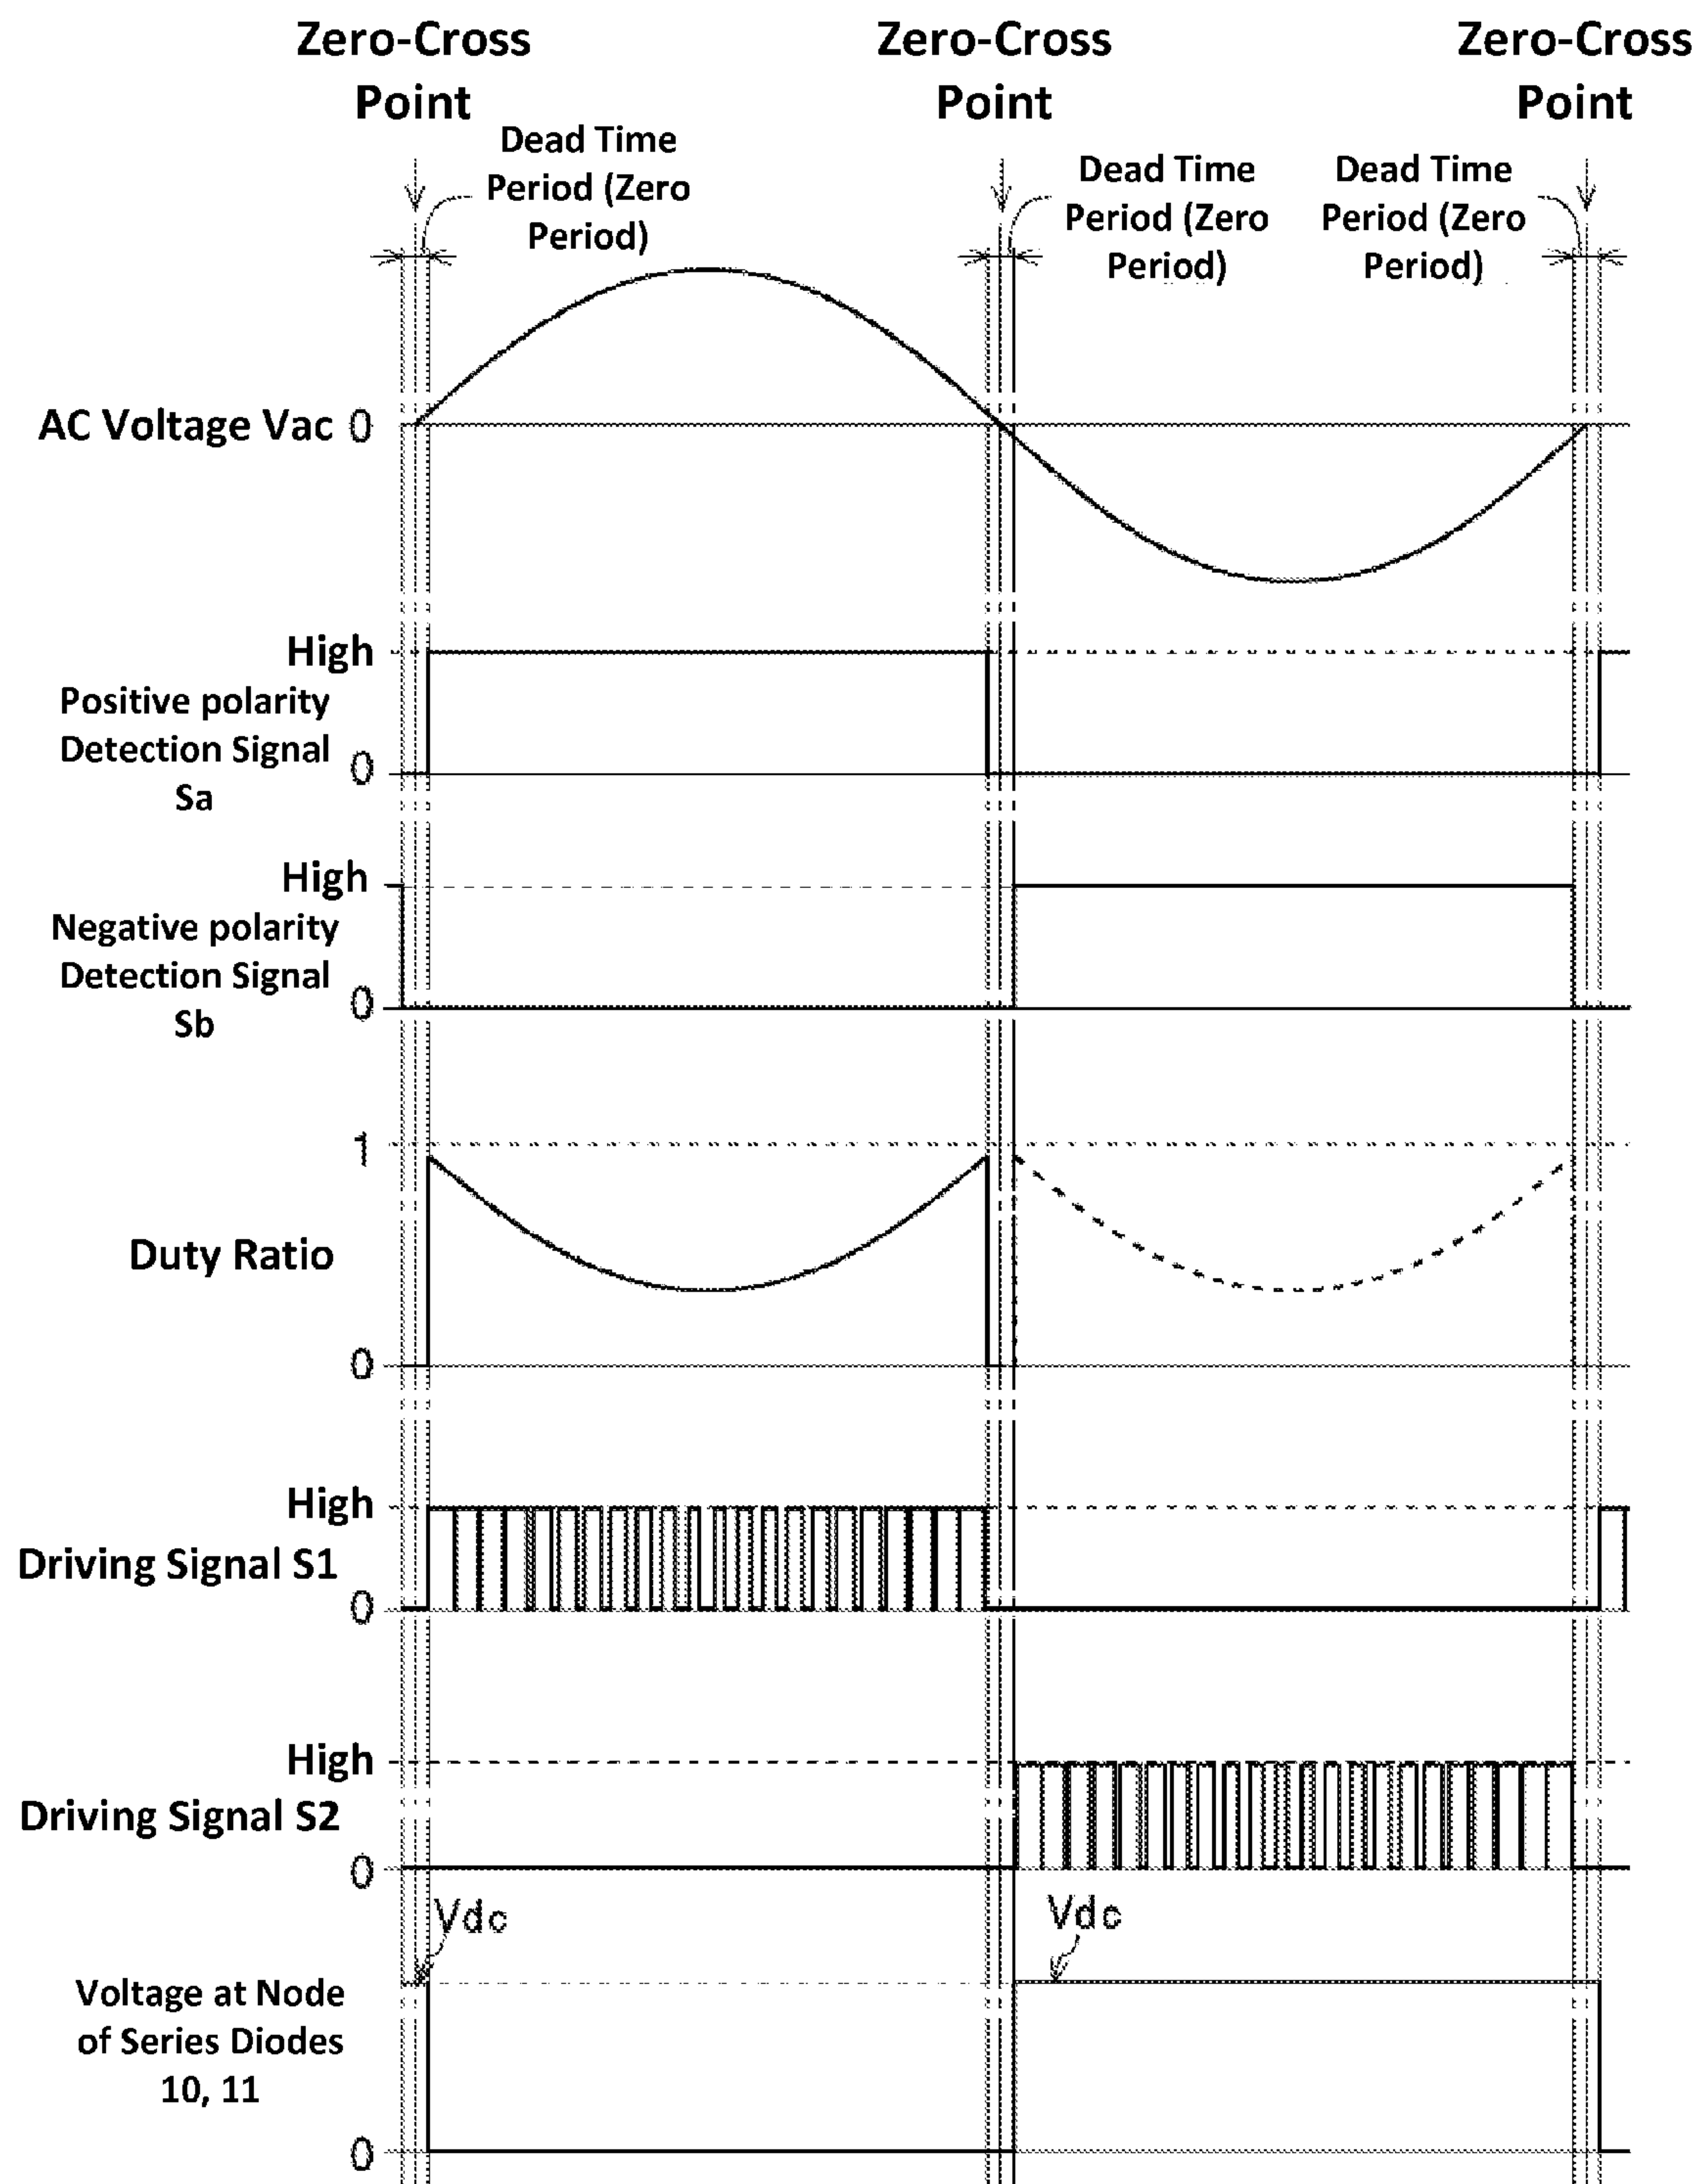 Zero-Cross
Point
Zero-Cross
Point
Zero-Cross
Point
Dead Time
Period (Zero
Period)
Dead Time
Period (Zero
Period)
Dead Time
Period (Zero
Period)
AC Voltage Vac 0
High
Positive polarity
Detection Signal
Sa
0
High
Negative polarity
Detection Signal
Sb
0
1
Duty Ratio
0
High
Driving Signal S1
0
High
Driving Signal S2
0
Vdc
Vdc
Voltage at Node
of Series Diodes
10, 11
0